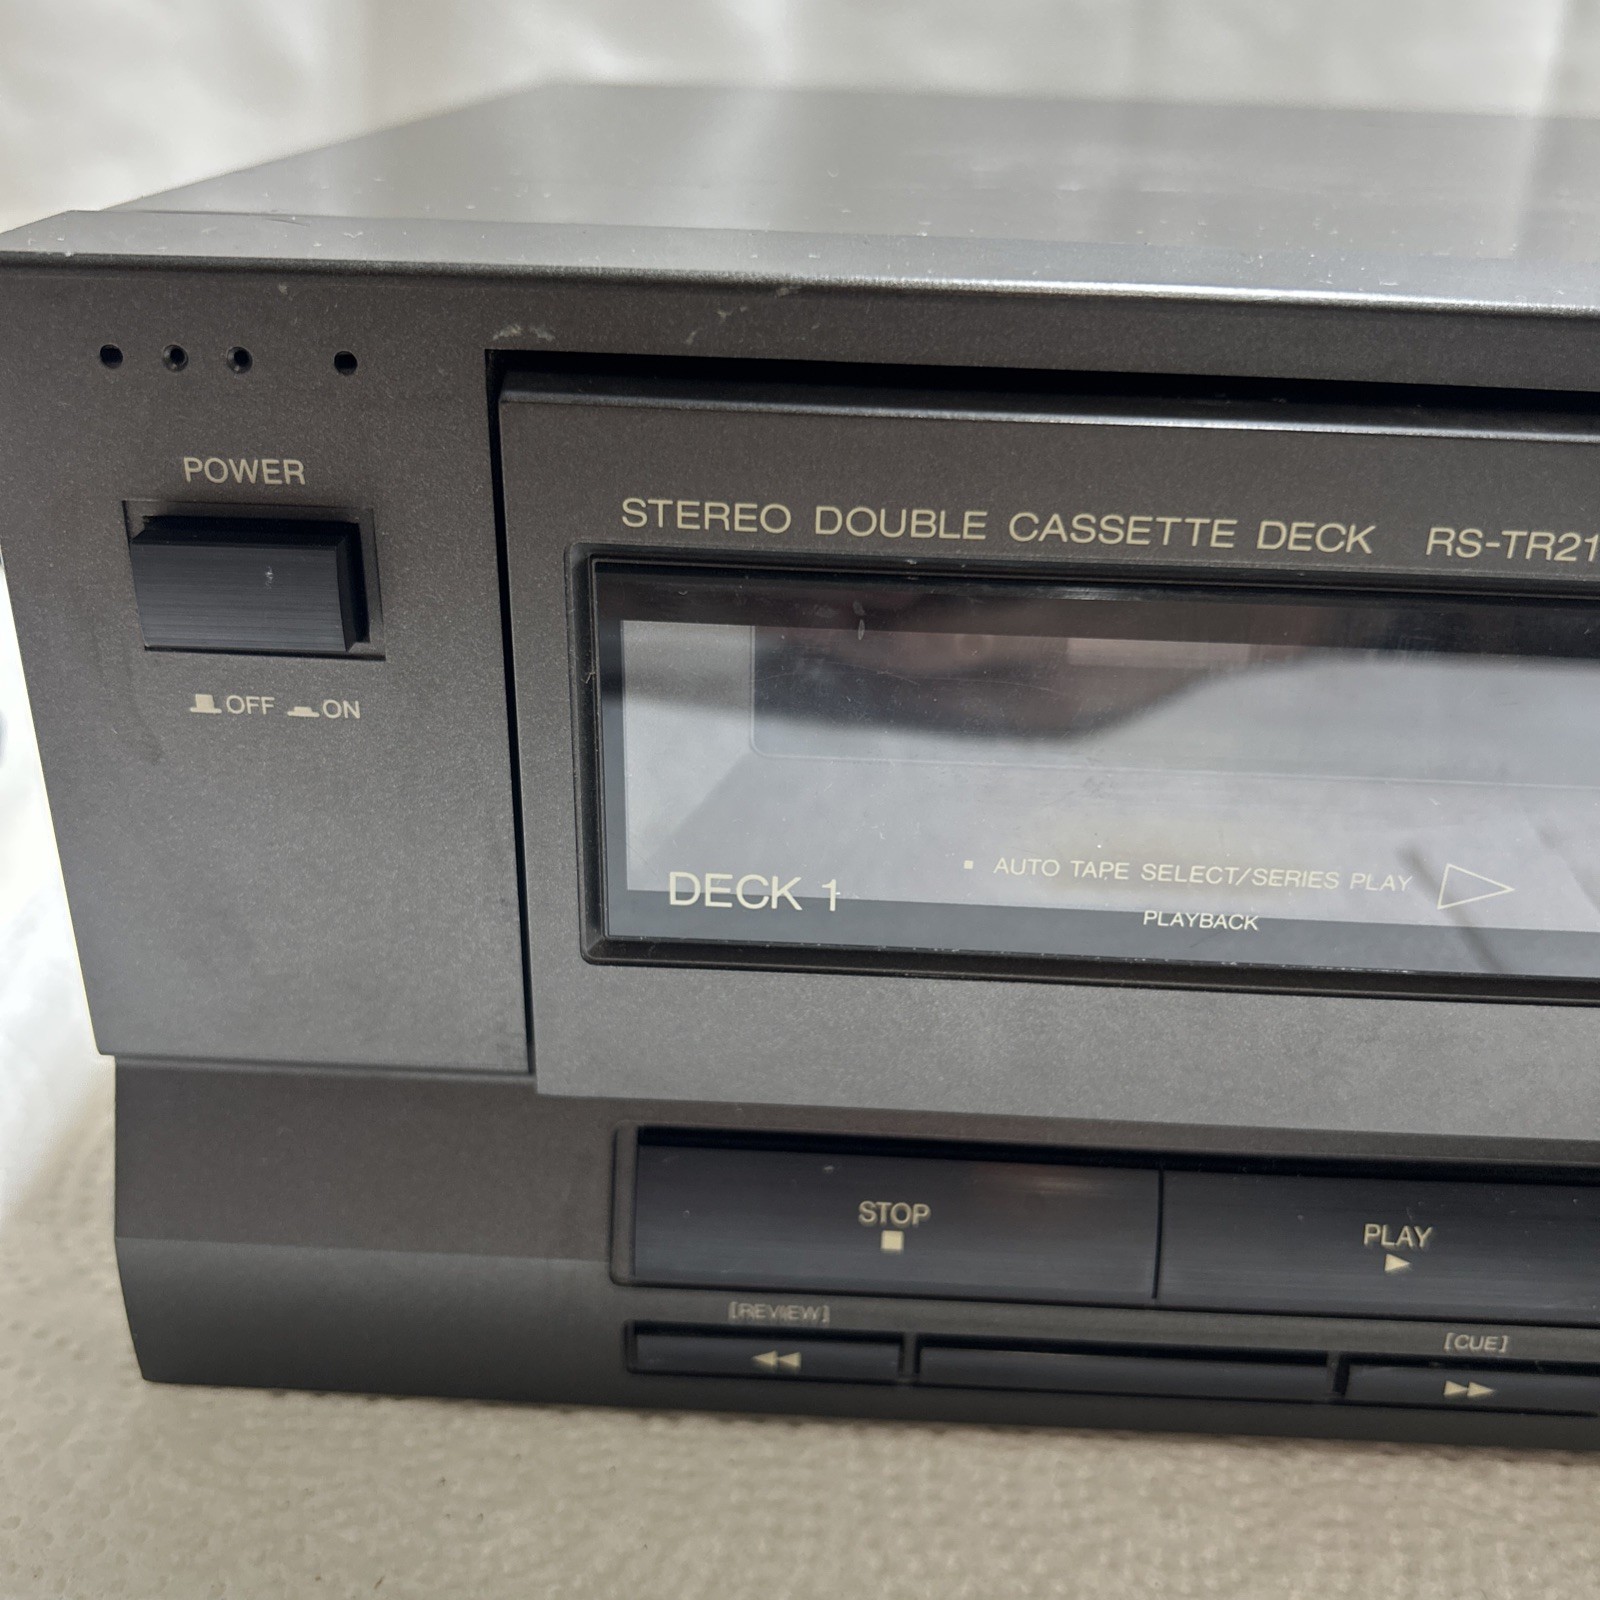 POWER
OFF ON
STEREO DOUBLE CASSETTE DECK RS-TR21
DECK 1
AUTO TAPE SELECT/SERIES PLAY
PLAYBACK
STOP
PLAY
[REVIEW]
[CUE]